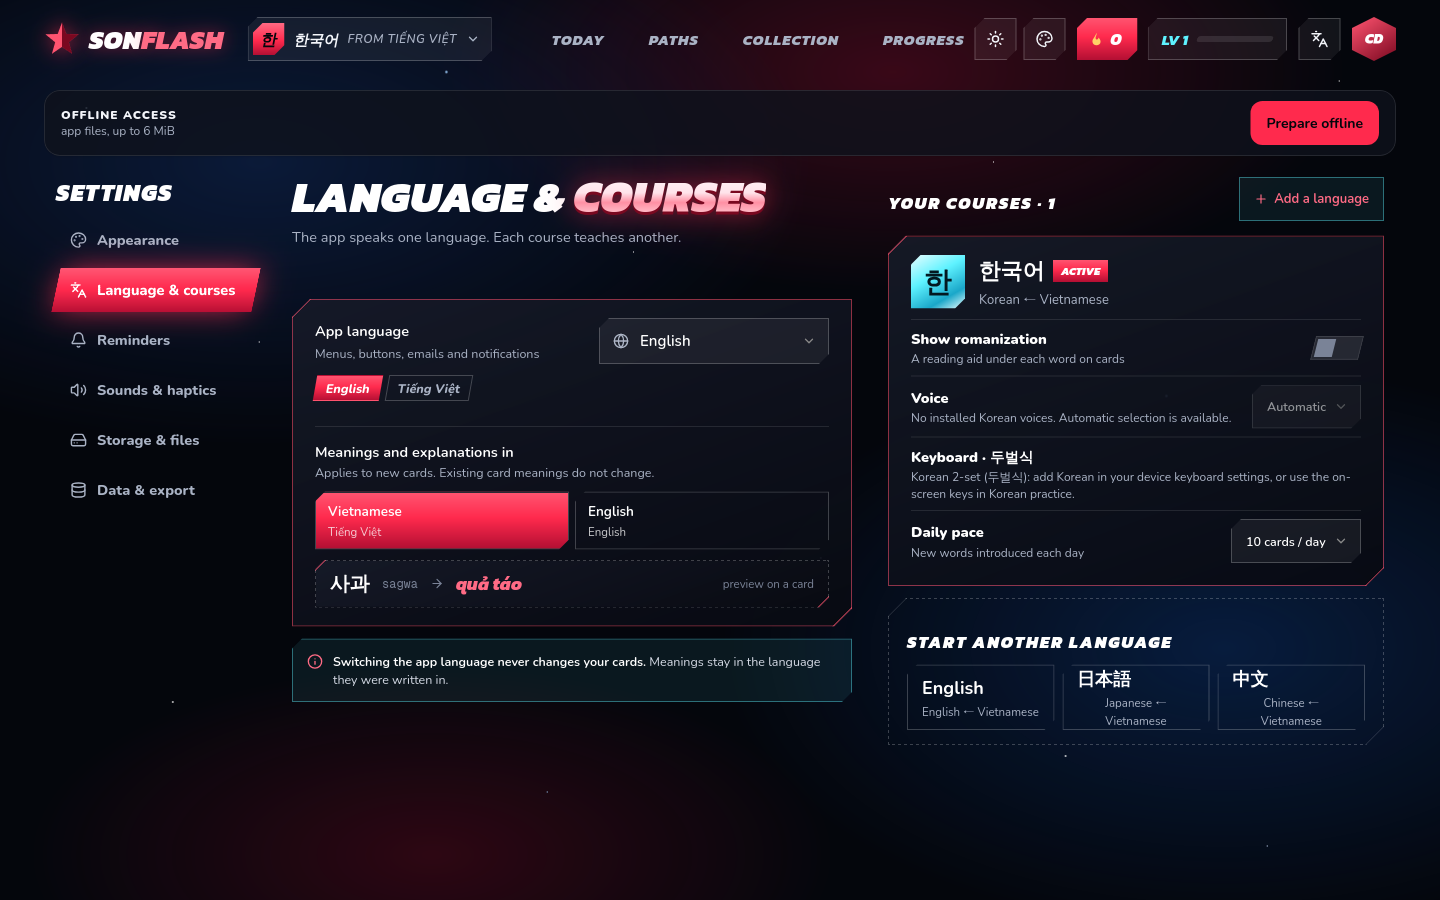 SONFLASH
한
한국어 FROM TIẾNG VIỆT
TODAY
PATHS
COLLECTION
PROGRESS
0
LV 1
CD
OFFLINE ACCESS
app files, up to 6 MiB
Prepare offline
SETTINGS
Appearance
Language & courses
Reminders
Sounds & haptics
Storage & files
Data & export
LANGUAGE & COURSES
The app speaks one language. Each course teaches another.
App language
Menus, buttons, emails and notifications
English
English
Tiếng Việt
Meanings and explanations in
Applies to new cards. Existing card meanings do not change.
Vietnamese
Tiếng Việt
English
English
사과 sagwa → quả táo
preview on a card
Switching the app language never changes your cards. Meanings stay in the language
they were written in.
YOUR COURSES · 1
+ Add a language
한
한국어 ACTIVE
Korean ← Vietnamese
Show romanization
A reading aid under each word on cards
Voice
No installed Korean voices. Automatic selection is available.
Automatic
Keyboard · 두벌식
Korean 2-set (두벌식): add Korean in your device keyboard settings, or use the on-
screen keys in Korean practice.
Daily pace
New words introduced each day
10 cards / day
START ANOTHER LANGUAGE
English
English ← Vietnamese
日本語
Japanese ←
Vietnamese
中文
Chinese ←
Vietnamese